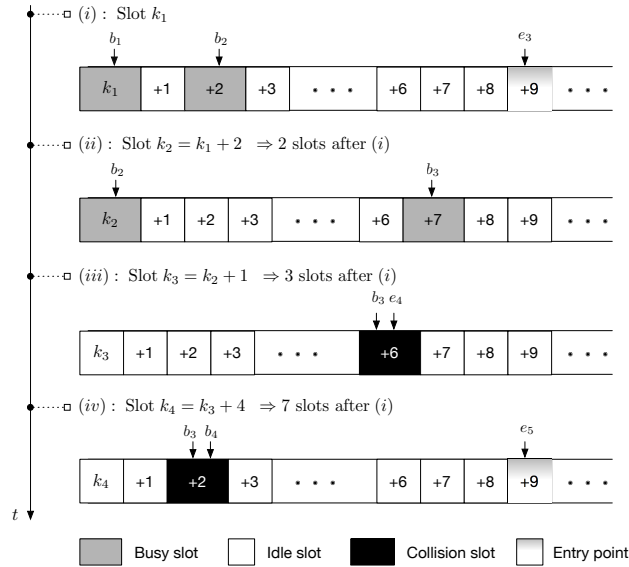 (i) : Slot k₁
b₁ b₂ e₃
k₁ +1 +2 +3 • • • +6 +7 +8 +9 • • •
(ii) : Slot k₂ = k₁ + 2 ⇒ 2 slots after (i)
b₂ b₃
k₂ +1 +2 +3 • • • +6 +7 +8 +9 • • •
(iii) : Slot k₃ = k₂ + 1 ⇒ 3 slots after (i)
b₃ e₄
k₃ +1 +2 +3 • • • +6 +7 +8 +9 • • •
(iv) : Slot k₄ = k₃ + 4 ⇒ 7 slots after (i)
b₃ b₄ e₅
k₄ +1 +2 +3 • • • +6 +7 +8 +9 • • •
t
Busy slot Idle slot Collision slot Entry point